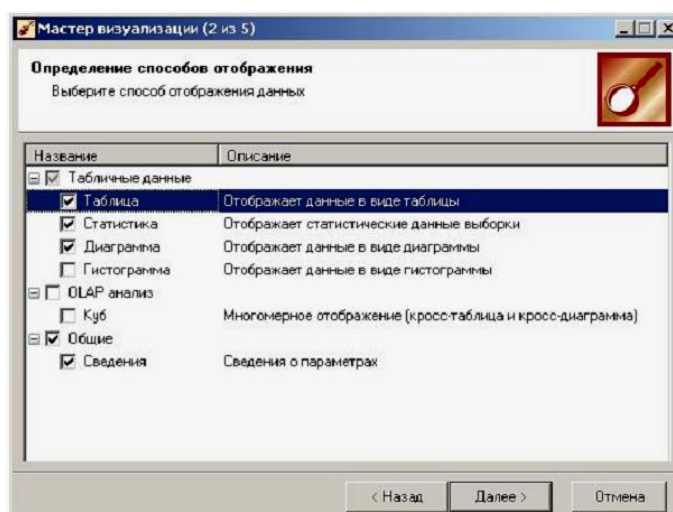 Мастер визуализации (2 из 5)
Определение способов отображения
Выберите способ отображения данных
Название Описание
Табличные данные
Таблица Отображает данные в виде таблицы
Статистика Отображает статистические данные выборки
Диаграмма Отображает данные в виде диаграммы
Гистограмма Отображает данные в виде гистограммы
OLAP анализ
Куб Многомерное отображение (кросс-таблица и кросс-диаграмма)
Общие
Сведения Сведения о параметрах
< Назад Далее > Отмена